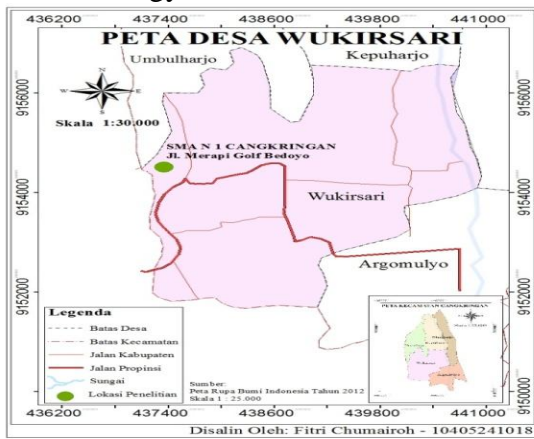 436200 437400 438600 439800 441000
PETA DESA WUKIRSARI
Umbulharjo
Kepuharjo
N
W
E
S
9156000
9156000
Skala 1:30.000
SMA N 1 CANGKRINGAN
Jl. Merapi Golf Bedoyo
9154000
9154000
Wukirsari
Argomulyo
9152000
9152000
Legenda
Batas Desa
Batas Kecamatan
Jalan Kabupaten
Jalan Propinsi
Sungai
Lokasi Penelitian
PETA KECAMATAN CANGKRINGAN
Sumber:
Peta Rupa Bumi Indonesia Tahun 2012
Skala 1 : 25.000
9150000
436200 437400 438600 439800 441000
Disalin Oleh: Fitri Chumairoh - 10405241018